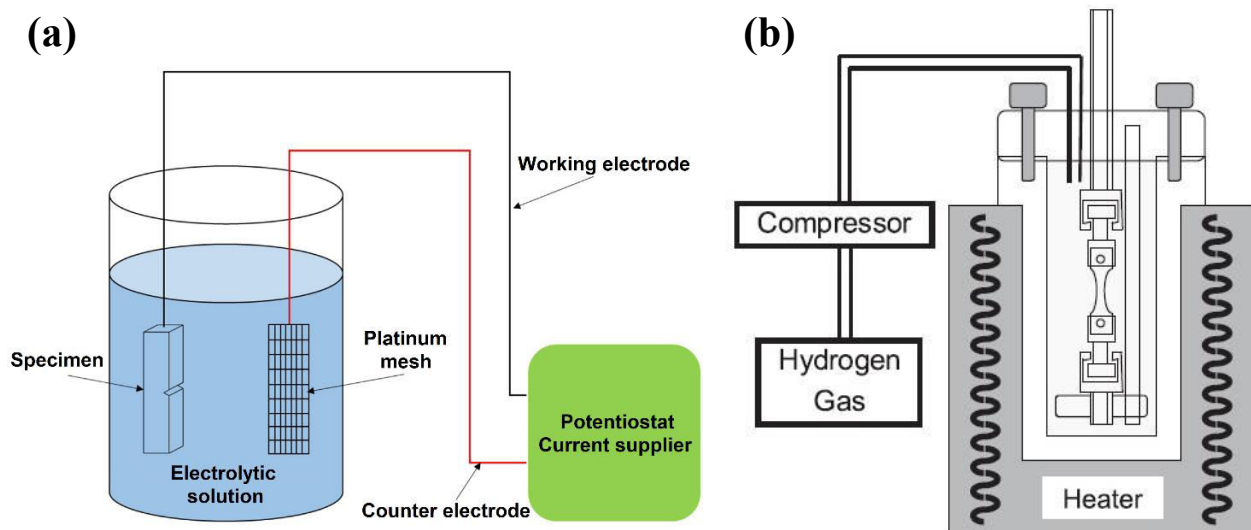 (a)
Working electrode
Specimen
Platinum
mesh
Electrolytic
solution
Potentiostat
Current supplier
Counter electrode
(b)
Compressor
Hydrogen
Gas
Heater